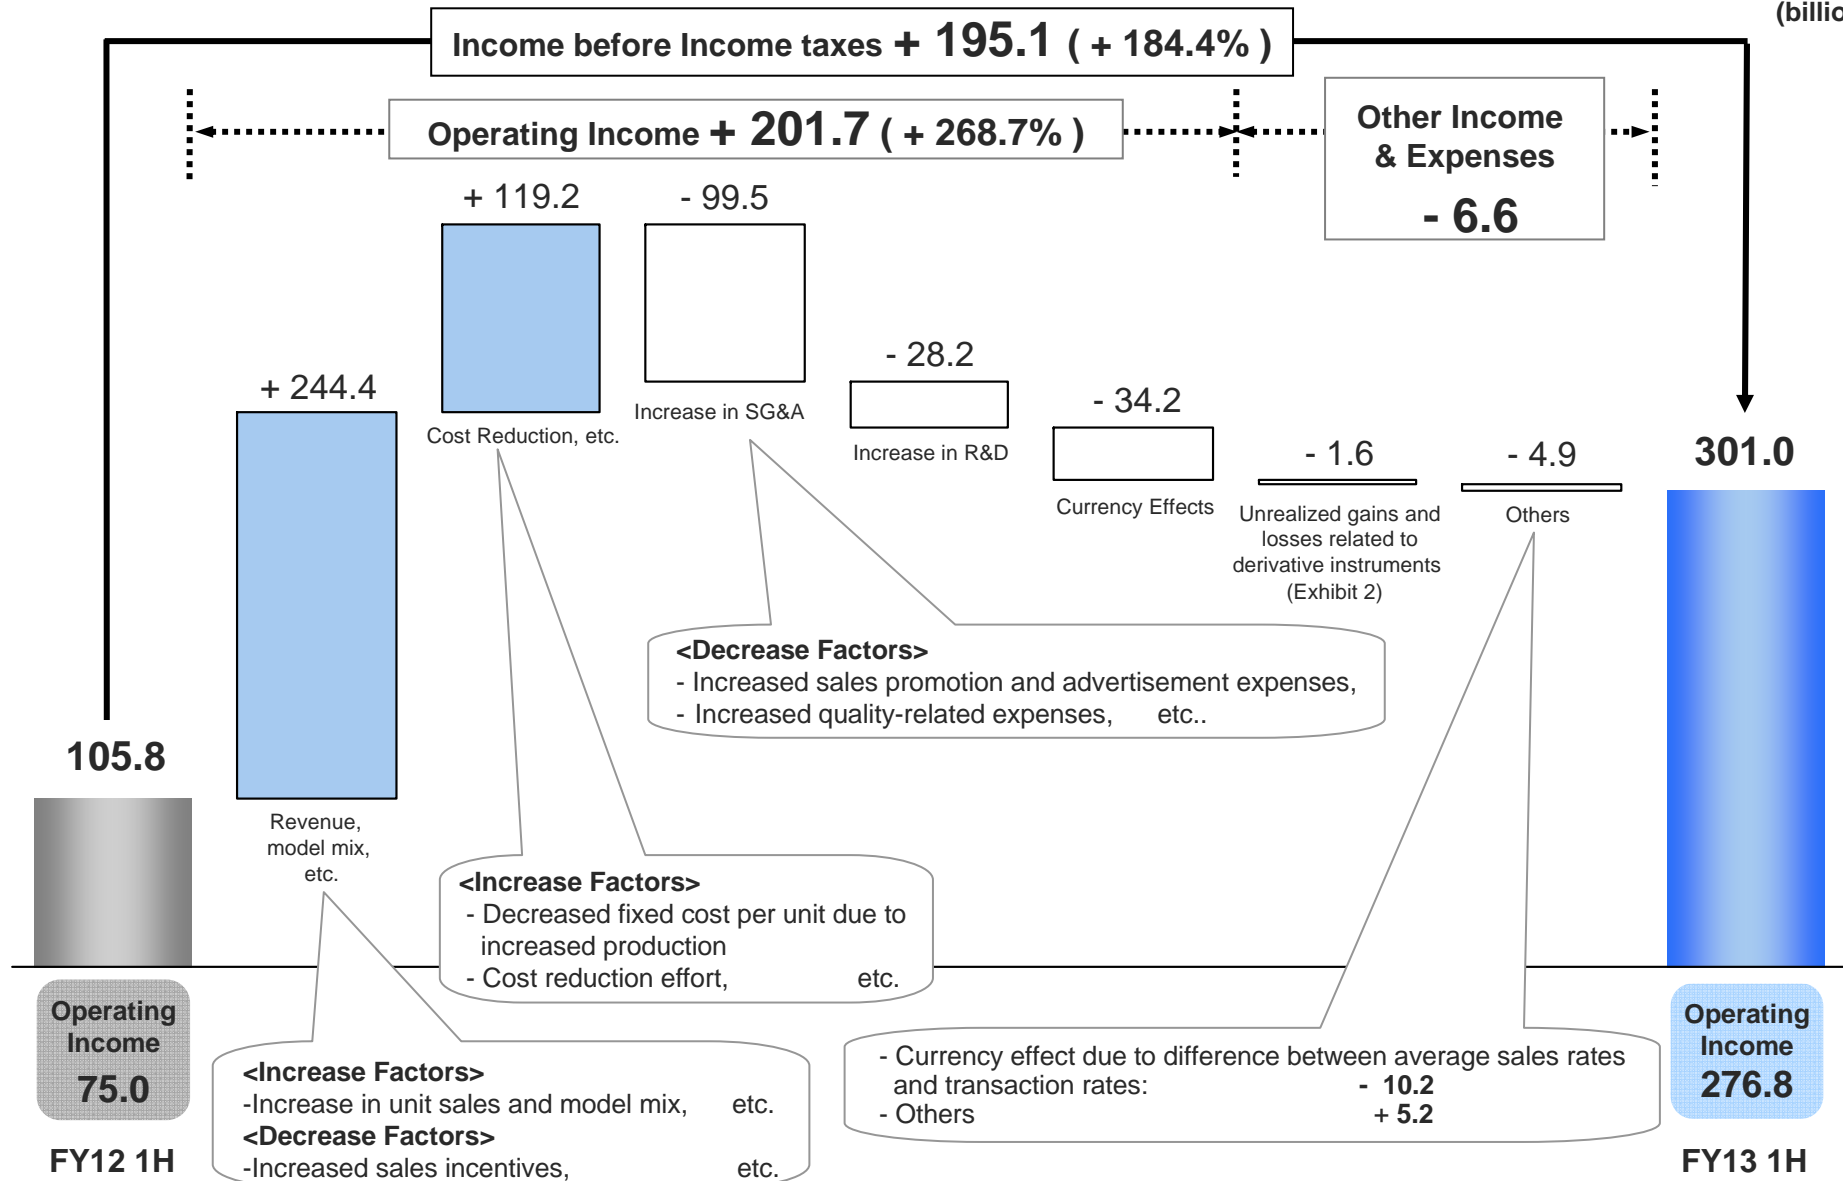 (billio
Income before Income taxes + 195.1 ( + 184.4% )
Operating Income + 201.7 ( + 268.7% )
Other Income
& Expenses
- 6.6
+ 119.2
- 99.5
+ 244.4
Cost Reduction, etc.
Increase in SG&A
- 28.2
Increase in R&D
- 34.2
Currency Effects
- 1.6
Unrealized gains and
losses related to
derivative instruments
(Exhibit 2)
- 4.9
Others
301.0
105.8
Revenue,
model mix,
etc.
<Decrease Factors>
- Increased sales promotion and advertisement expenses,
- Increased quality-related expenses, etc..
<Increase Factors>
- Decreased fixed cost per unit due to
increased production
- Cost reduction effort, etc.
Operating
Income
75.0
FY12 1H
<Increase Factors>
-Increase in unit sales and model mix, etc.
<Decrease Factors>
-Increased sales incentives, etc.
- Currency effect due to difference between average sales rates
and transaction rates: - 10.2
- Others + 5.2
Operating
Income
276.8
FY13 1H